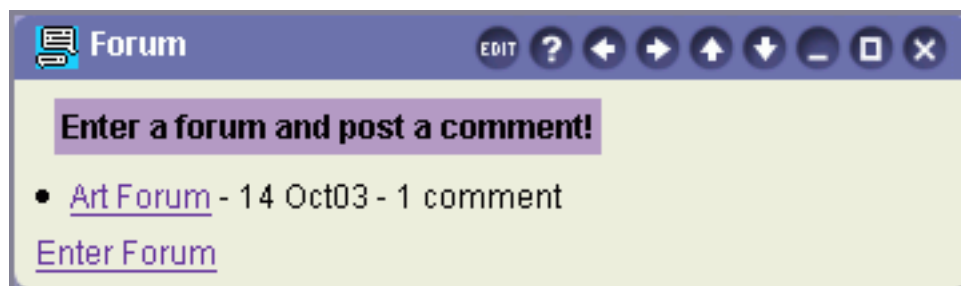 Forum EDIT ?
Enter a forum and post a comment!
• Art Forum - 14 Oct03 - 1 comment
Enter Forum